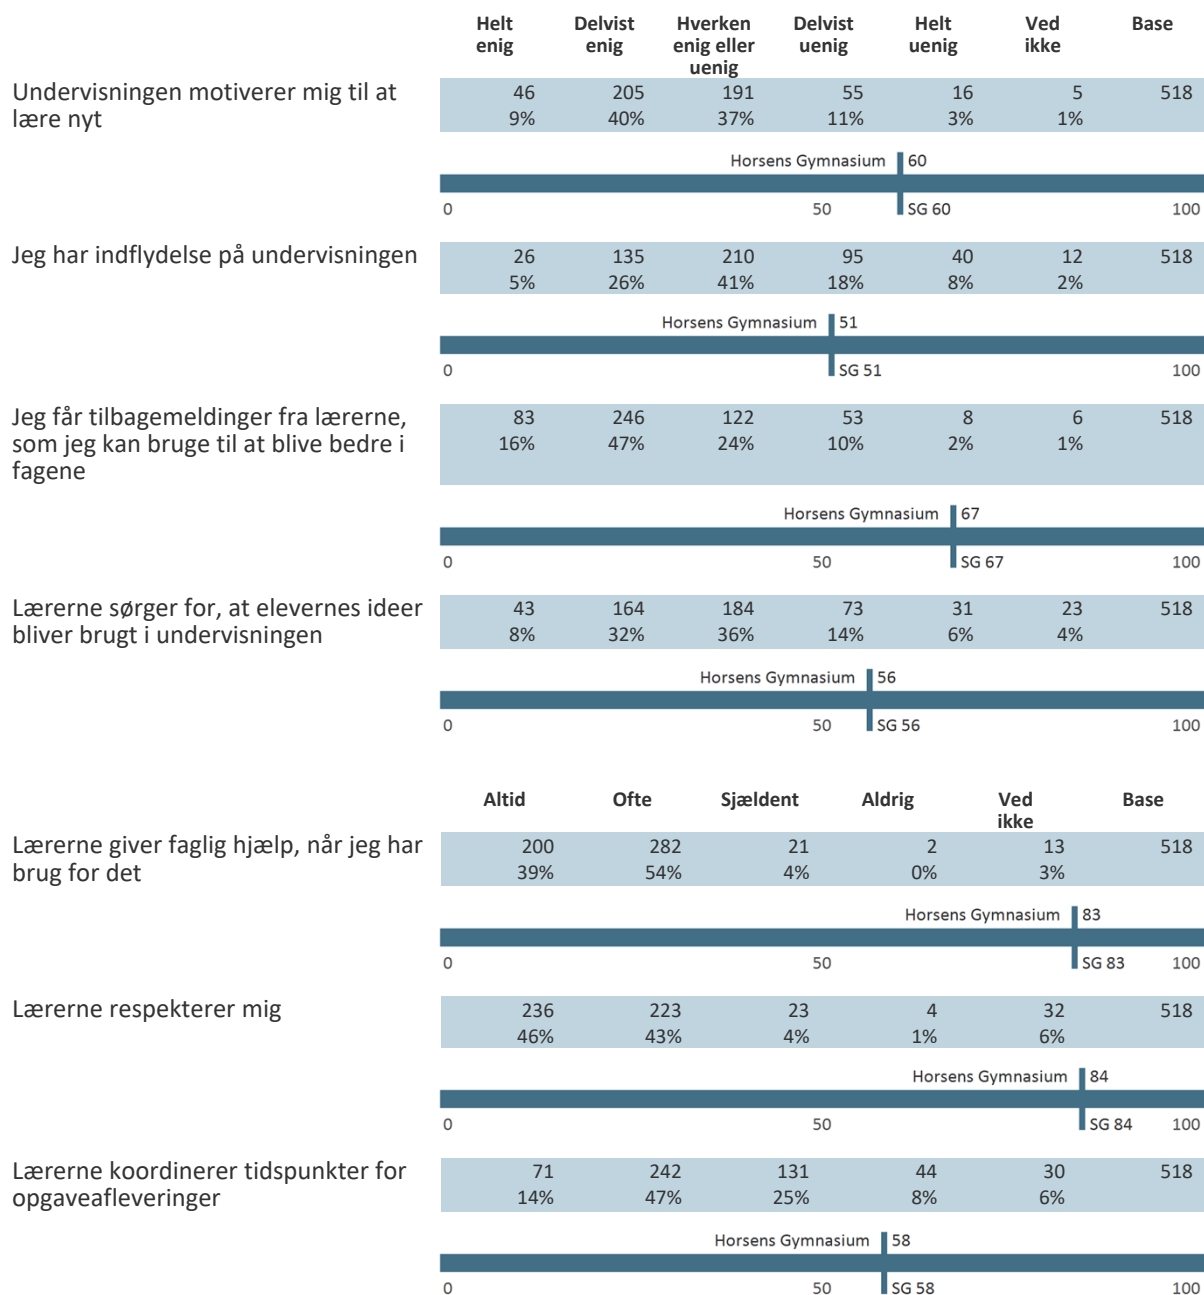 Helt enig Delvist enig Hverken enig eller uenig Delvist uenig Helt uenig Ved ikke Base
Undervisningen motiverer mig til at 46 205 191 55 16 5 518
lære nyt 9% 40% 37% 11% 3% 1%
Horsens Gymnasium 60
0 50 SG 60 100
Jeg har indflydelse på undervisningen 26 135 210 95 40 12 518
5% 26% 41% 18% 8% 2%
Horsens Gymnasium 51
0 SG 51 100
Jeg får tilbagemeldinger fra lærerne, 83 246 122 53 8 6 518
som jeg kan bruge til at blive bedre i 16% 47% 24% 10% 2% 1%
fagene
Horsens Gymnasium 67
0 50 SG 67 100
Lærerne sørger for, at elevernes ideer 43 164 184 73 31 23 518
bliver brugt i undervisningen 8% 32% 36% 14% 6% 4%
Horsens Gymnasium 56
0 50 SG 56 100
Altid Ofte Sjældent Aldrig Ved ikke Base
Lærerne giver faglig hjælp, når jeg har 200 282 21 2 13 518
brug for det 39% 54% 4% 0% 3%
Horsens Gymnasium 83
0 50 SG 83 100
Lærerne respekterer mig 236 223 23 4 32 518
46% 43% 4% 1% 6%
Horsens Gymnasium 84
0 50 SG 84 100
Lærerne koordinerer tidspunkter for 71 242 131 44 30 518
opgaveafleveringer 14% 47% 25% 8% 6%
Horsens Gymnasium 58
0 50 SG 58 100